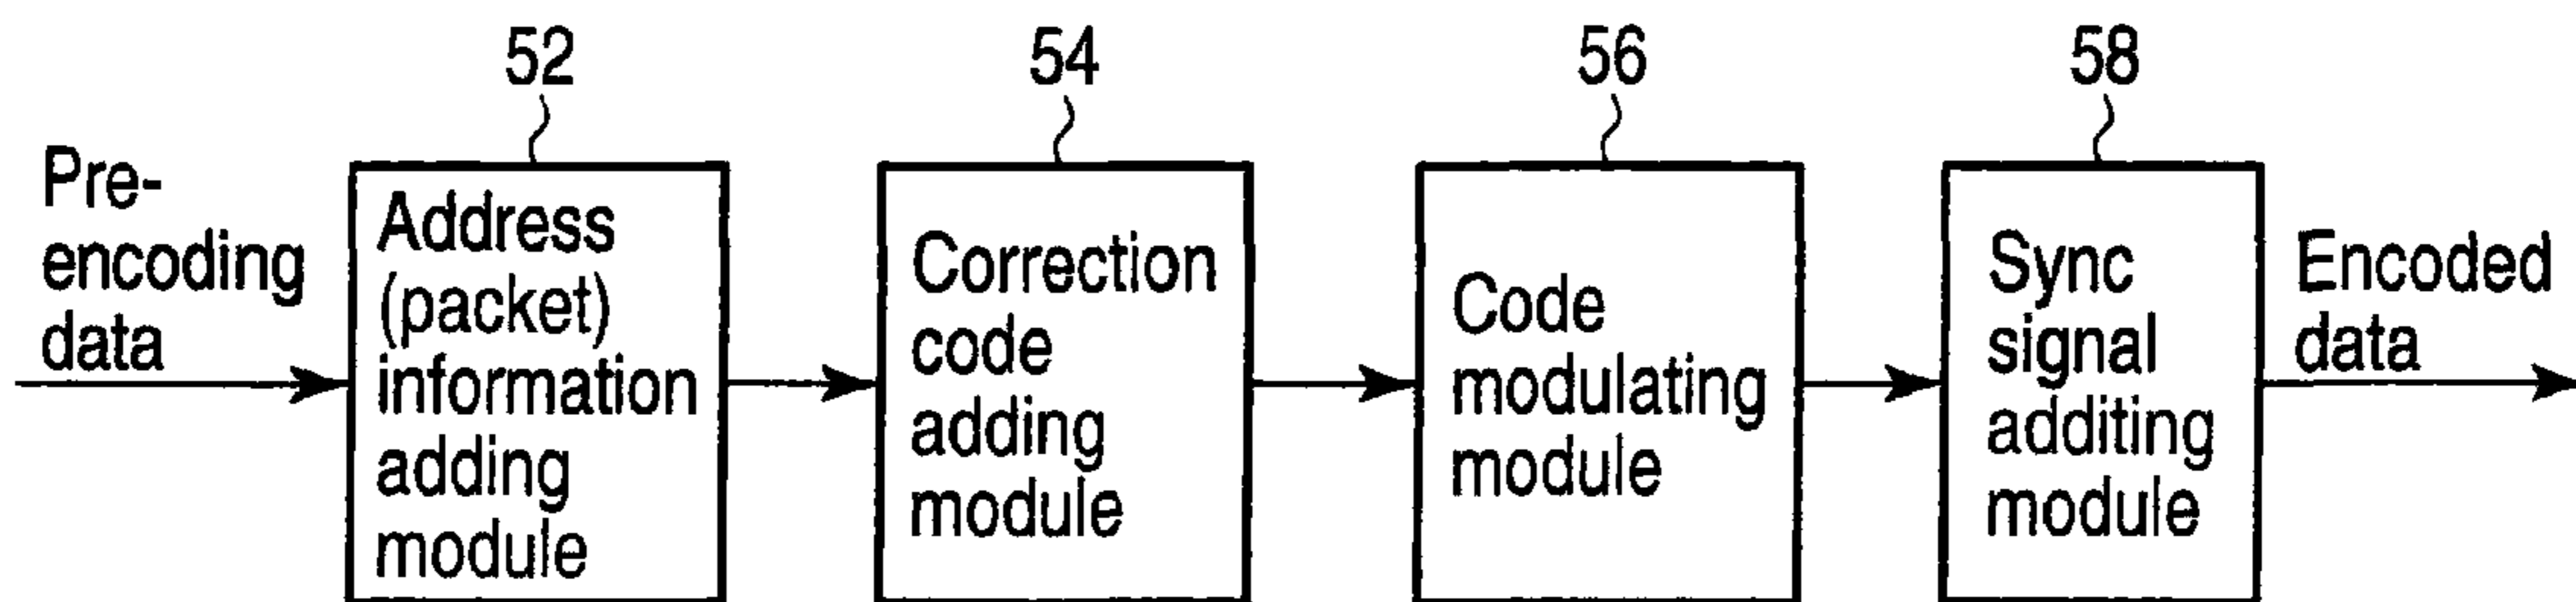 52
54
56
58
Pre-
encoding
data
Address
(packet)
information
adding
module
Correction
code
adding
module
Code
modulating
module
Sync
signal
additing
module
Encoded
data